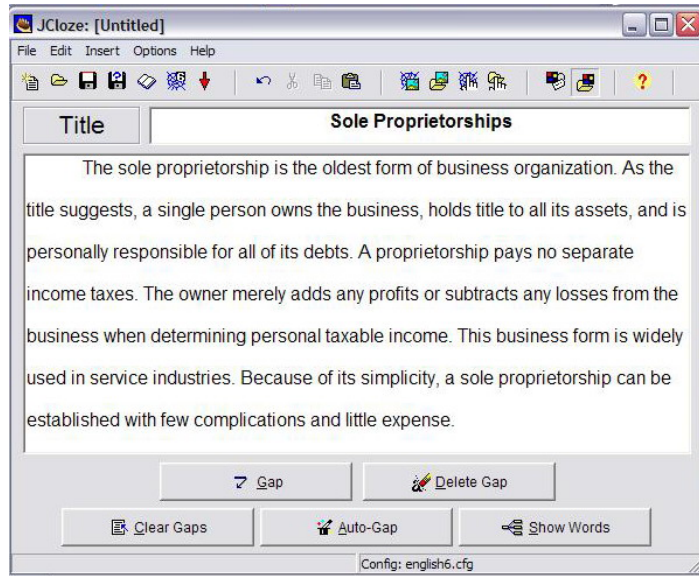 JCloze: [Untitled]
File Edit Insert Options Help
Title
Sole Proprietorships
The sole proprietorship is the oldest form of business organization. As the
title suggests, a single person owns the business, holds title to all its assets, and is
personally responsible for all of its debts. A proprietorship pays no separate
income taxes. The owner merely adds any profits or subtracts any losses from the
business when determining personal taxable income. This business form is widely
used in service industries. Because of its simplicity, a sole proprietorship can be
established with few complications and little expense.
Gap Delete Gap
Clear Gaps Auto-Gap Show Words
Config: english6.cfg